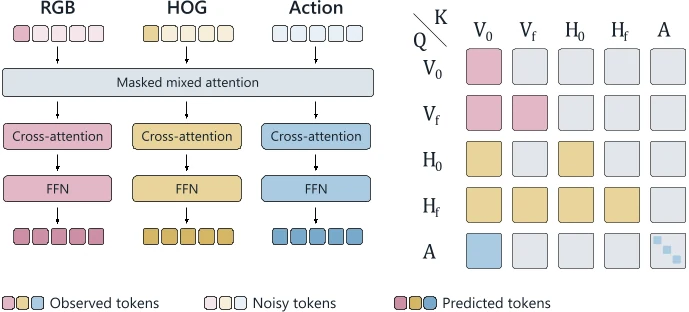 RGB
HOG
Action
Masked mixed attention
Cross-attention
Cross-attention
Cross-attention
FFN
FFN
FFN
K
Q
V0
Vf
H0
Hf
A
V0
Vf
H0
Hf
A
Observed tokens
Noisy tokens
Predicted tokens